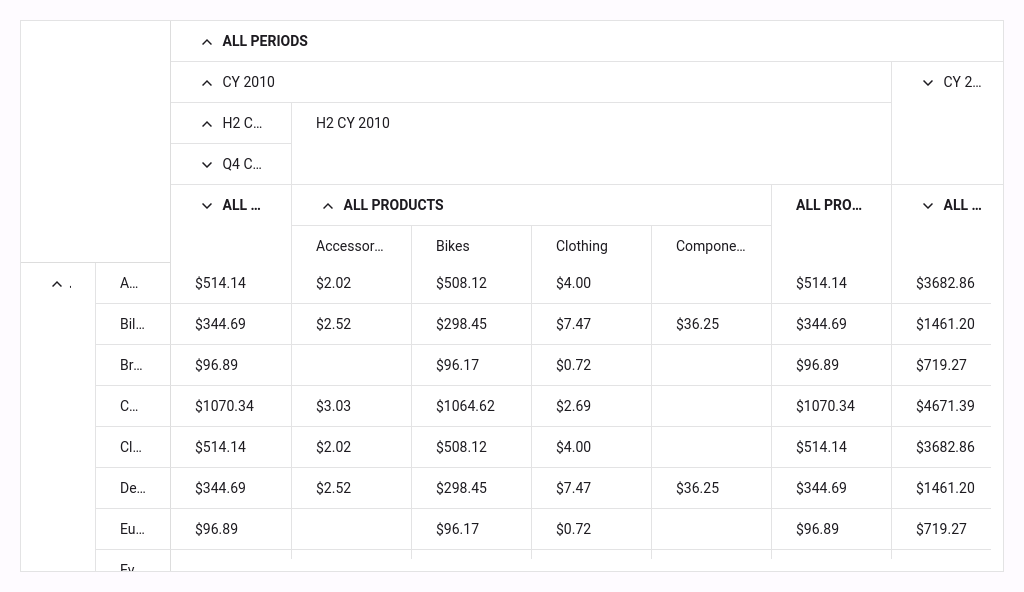 ALL PERIODS
CY 2010 CY 2…
H2 C… H2 CY 2010
Q4 C…
ALL … ALL PRODUCTS ALL PRO… ALL …
Accessor… Bikes Clothing Compone…
. A… $514.14 $2.02 $508.12 $4.00 $514.14 $3682.86
Bil… $344.69 $2.52 $298.45 $7.47 $36.25 $344.69 $1461.20
Br… $96.89 $96.17 $0.72 $96.89 $719.27
C… $1070.34 $3.03 $1064.62 $2.69 $1070.34 $4671.39
Cl… $514.14 $2.02 $508.12 $4.00 $514.14 $3682.86
De… $344.69 $2.52 $298.45 $7.47 $36.25 $344.69 $1461.20
Eu… $96.89 $96.17 $0.72 $96.89 $719.27